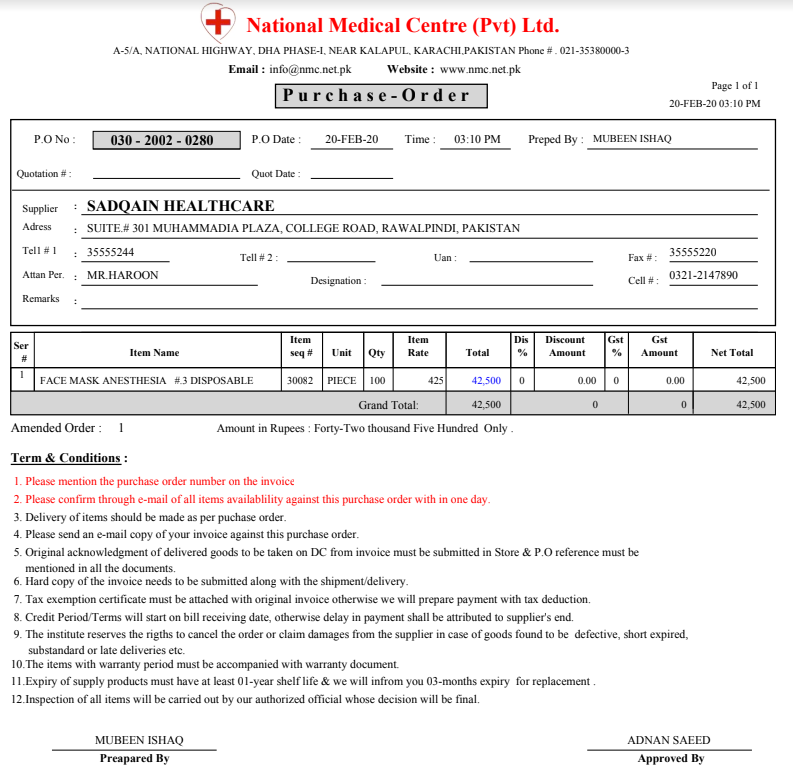 National Medical Centre (Pvt) Ltd.
A-5/A, NATIONAL HIGHWAY, DHA PHASE-I, NEAR KALAPUL, KARACHI,PAKISTAN Phone # . 021-35380000-3
Email : info@nmc.net.pk Website : www.nmc.net.pk
Purchase-Order
Page 1 of 1
20-FEB-20 03:10 PM
P.O No : 030 - 2002 - 0280 P.O Date : 20-FEB-20 Time : 03:10 PM Preped By : MUBEEN ISHAQ
Quotation # : Quot Date :
Supplier : SADQAIN HEALTHCARE
Adress : SUITE.# 301 MUHAMMADIA PLAZA, COLLEGE ROAD, RAWALPINDI, PAKISTAN
Tell # 1 : 35555244 Tell # 2 : Uan : Fax # : 35555220
Attan Per. : MR.HAROON Designation : Cell # : 0321-2147890
Remarks :
Ser # Item Name Item seq # Unit Qty Item Rate Total Dis % Discount Amount Gst % Gst Amount Net Total
1 FACE MASK ANESTHESIA #.3 DISPOSABLE 30082 PIECE 100 425 42,500 0 0.00 0 0.00 42,500
Grand Total: 42,500 0 0 42,500
Amended Order : 1 Amount in Rupees : Forty-Two thousand Five Hundred Only .
Term & Conditions :
1. Please mention the purchase order number on the invoice
2. Please confirm through e-mail of all items availablility against this purchase order with in one day.
3. Delivery of items should be made as per puchase order.
4. Please send an e-mail copy of your invoice against this purchase order.
5. Original acknowledgment of delivered goods to be taken on DC from invoice must be submitted in Store & P.O reference must be
mentioned in all the documents.
6. Hard copy of the invoice needs to be submitted along with the shipment/delivery.
7. Tax exemption certificate must be attached with original invoice otherwise we will prepare payment with tax deduction.
8. Credit Period/Terms will start on bill receiving date, otherwise delay in payment shall be attributed to supplier's end.
9. The institute reserves the rigths to cancel the order or claim damages from the supplier in case of goods found to be defective, short expired,
substandard or late deliveries etc.
10.The items with warranty period must be accompanied with warranty document.
11.Expiry of supply products must have at least 01-year shelf life & we will infrom you 03-months expiry for replacement .
12.Inspection of all items will be carried out by our authorized official whose decision will be final.
MUBEEN ISHAQ ADNAN SAEED
Preapared By Approved By